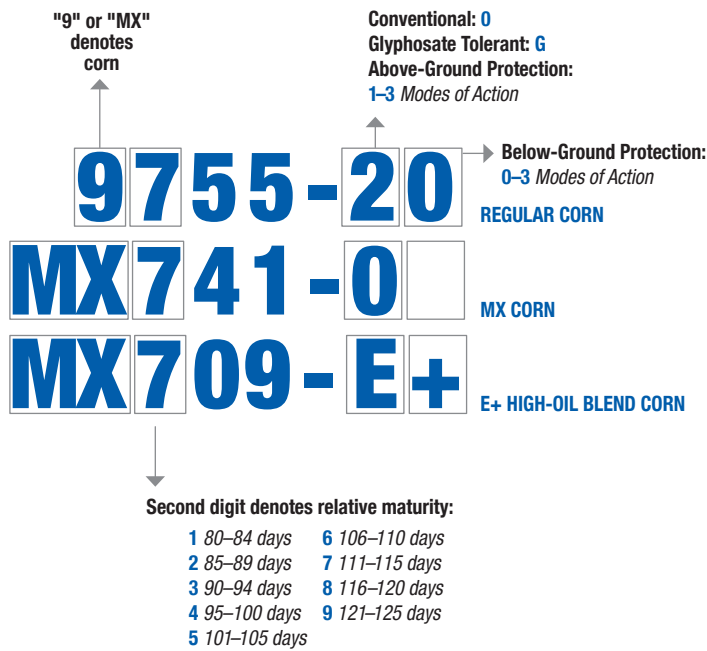 "9" or "MX"
denotes
corn
Conventional: 0
Glyphosate Tolerant: G
Above-Ground Protection:
1–3 Modes of Action
9755-20
Below-Ground Protection:
0–3 Modes of Action
REGULAR CORN
MX741-0
MX CORN
MX709-E+
E+ HIGH-OIL BLEND CORN
Second digit denotes relative maturity:
1 80–84 days
2 85–89 days
3 90–94 days
4 95–100 days
5 101–105 days
6 106–110 days
7 111–115 days
8 116–120 days
9 121–125 days